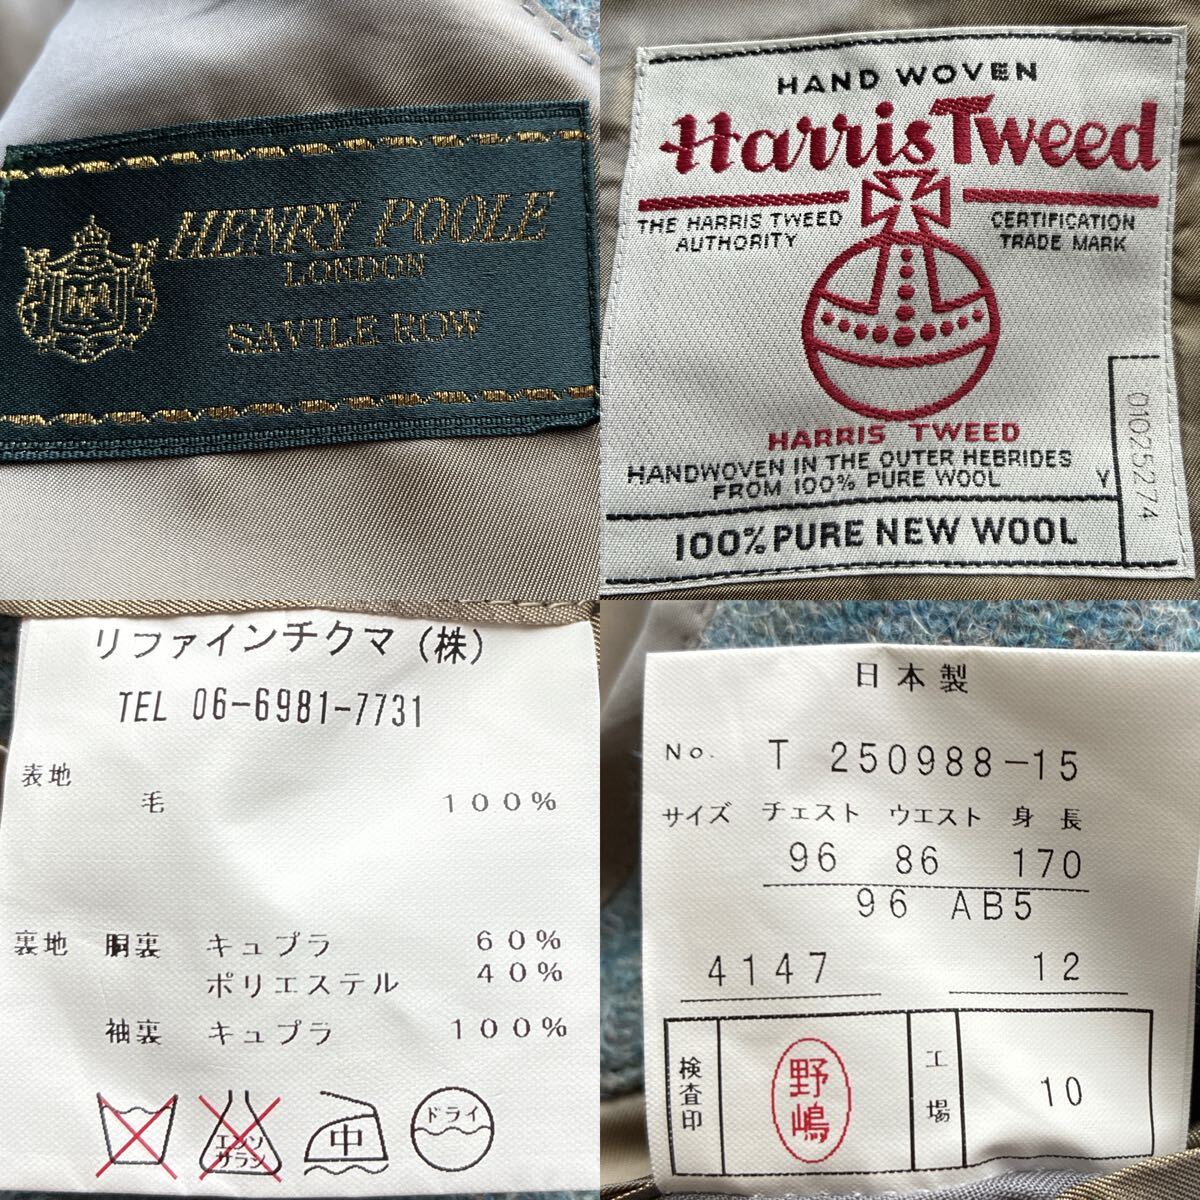 HENRY POOLE
LONDON
SAVILE ROW
HAND WOVEN
Harris Tweed
THE HARRIS TWEED AUTHORITY
CERTIFICATION TRADE MARK
HARRIS TWEED
HANDWOVEN IN THE OUTER HEBRIDES
FROM 100% PURE WOOL
Y
01025274
100% PURE NEW WOOL
リファインチクマ(株)
TEL 06-6981-7731
表地
毛 100%
裏地 胴裏 キュプラ 60%
ポリエステル 40%
袖裏 キュプラ 100%
エンソ
サラシ
中
ドライ
日本製
No. T 250988-15
サイズ チェスト ウエスト 身長
96 86 170
96 AB5
4147 12
検査印 野嶋 工場 10